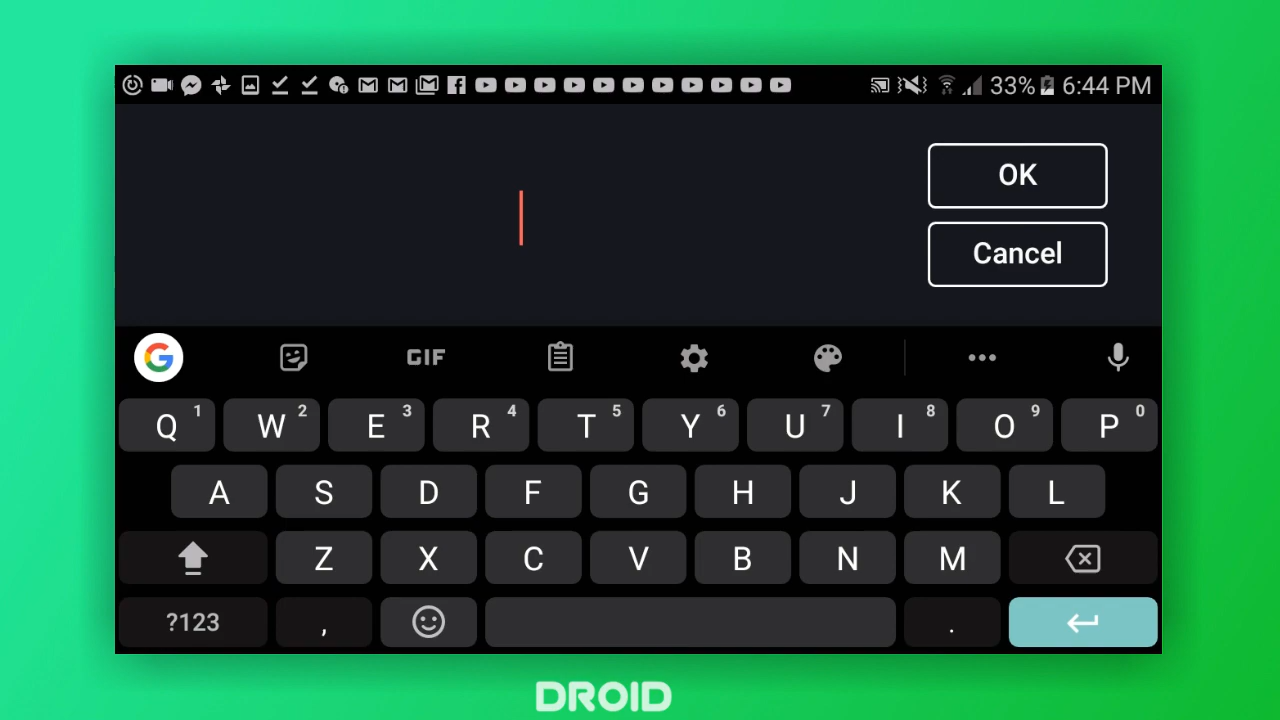 33% 6:44 PM
OK
Cancel
G GIF
Q 1 W 2 E 3 R 4 T 5 Y 6 U 7 I 8 O 9 P 0
A S D F G H J K L
Z X C V B N M
?123 , .
DROID